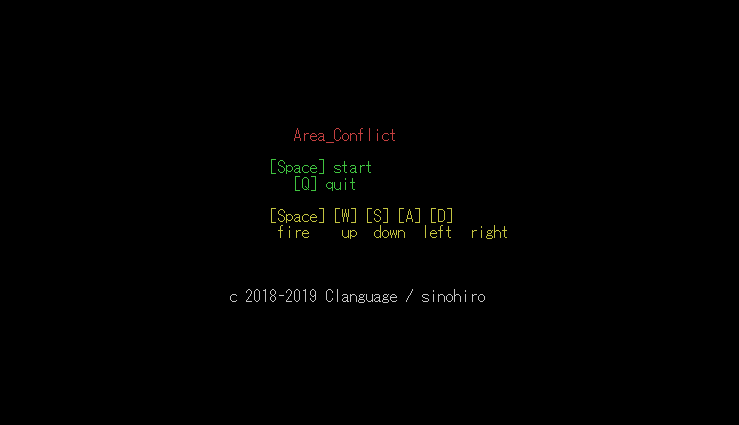 Area_Conflict
[Space] start
[Q] quit
[Space] [W] [S] [A] [D]
fire up down left right
c 2018-2019 Clanguage / sinohiro